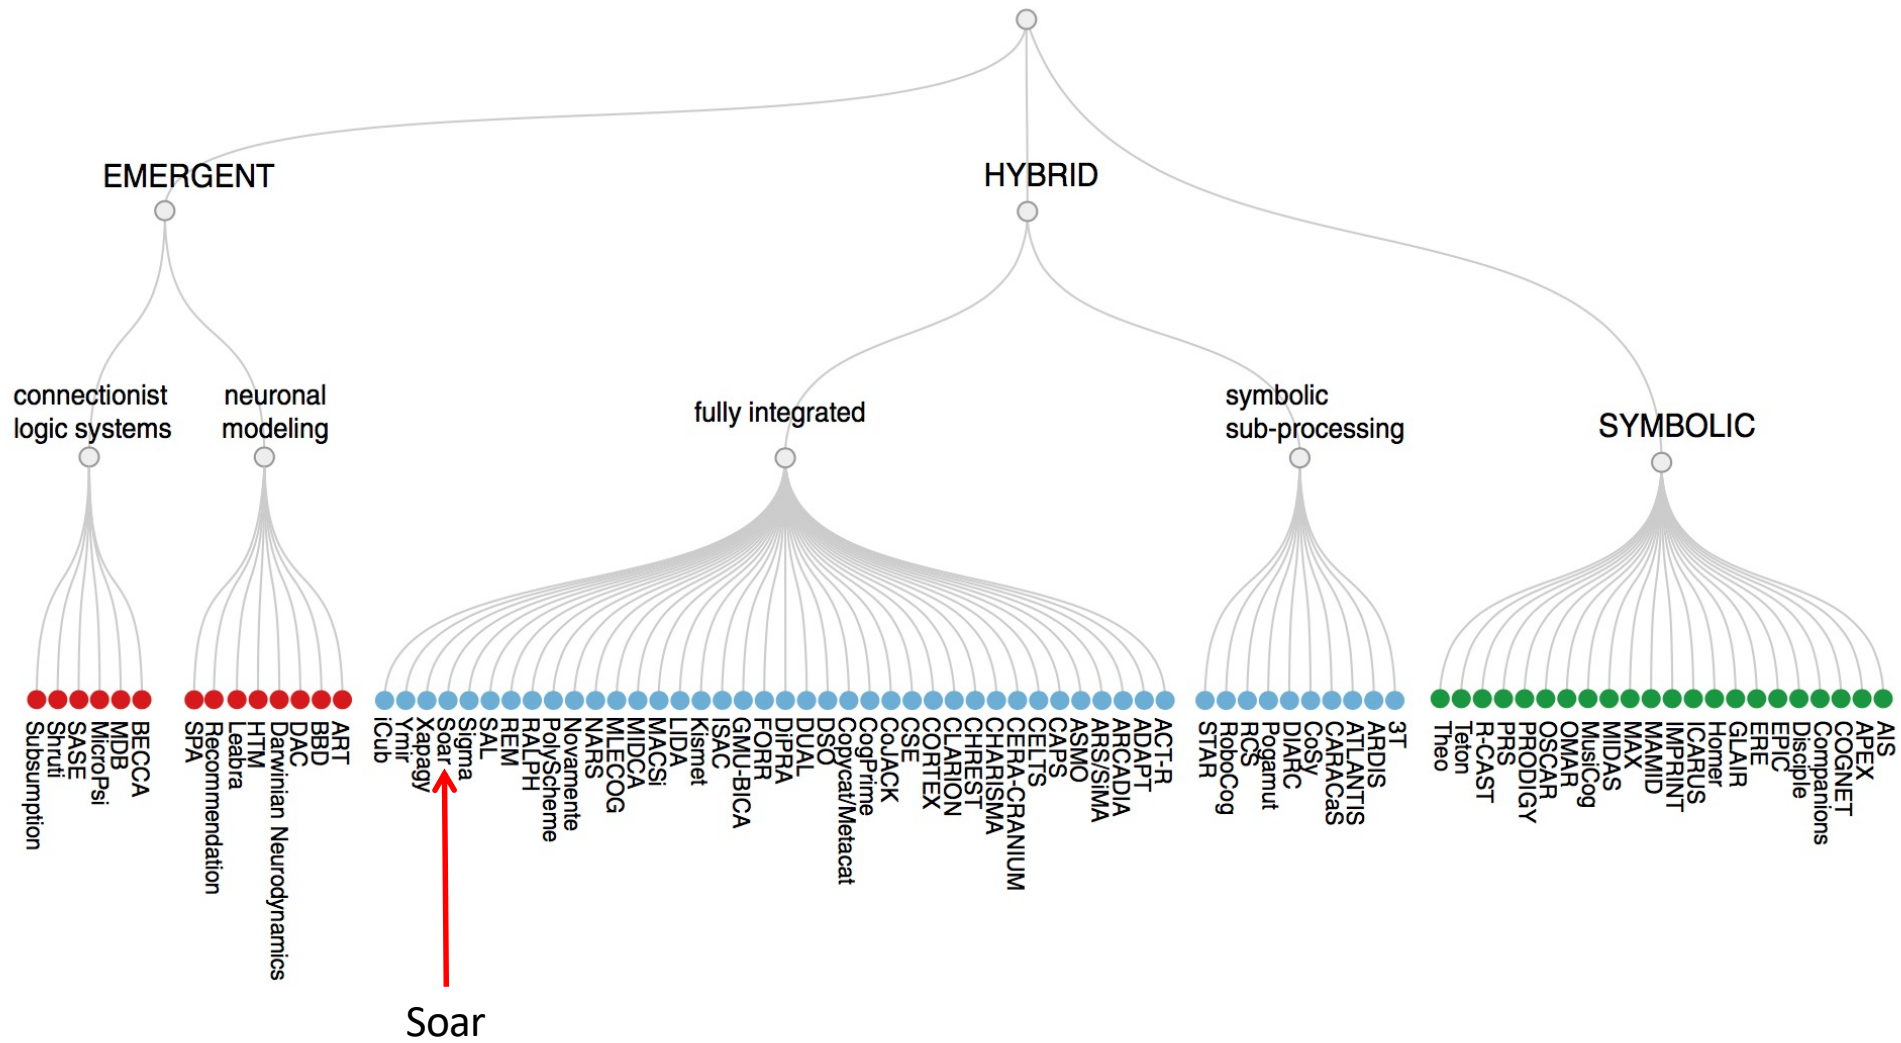 EMERGENT
HYBRID
connectionist
logic systems
neuronal
modeling
fully integrated
symbolic
sub-processing
SYMBOLIC
Subsumption
Shruti
SASE
MicroPsi
MDB
BECCA
SPA
Recommendation
Leabra
HTM
Darwinian Neurodynamics
DAC
BBD
ART
iCub
Ymir
Xapagy
Soar
Sigma
SAL
REM
RALPH
PolyScheme
Novamente
NARS
MLECOG
MIDCA
MACSi
LIDA
Kismet
ISAC
GMU-BICA
FORR
DiPRA
DUAL
DSO
Copycat/Metacat
CogPrime
CoJACK
CSE
CORTEX
CLARION
CHREST
CHARISMA
CERA-CRANIUM
CELTS
CAPS
ASMO
ARS/SiMA
ARCADIA
ADAPT
ACT-R
STAR
RoboCog
RCS
Pogamut
DIARC
CoSy
CARACaS
ATLANTIS
ARDIS
3T
Theo
Teton
R-CAST
PRS
PRODIGY
OSCAR
OMAR
MusiCog
MIDAS
MAX
MAMID
IMPRINT
ICARUS
Homer
GLAIR
ERE
EPIC
Disciple
Companions
COGNET
APEX
AIS
Soar